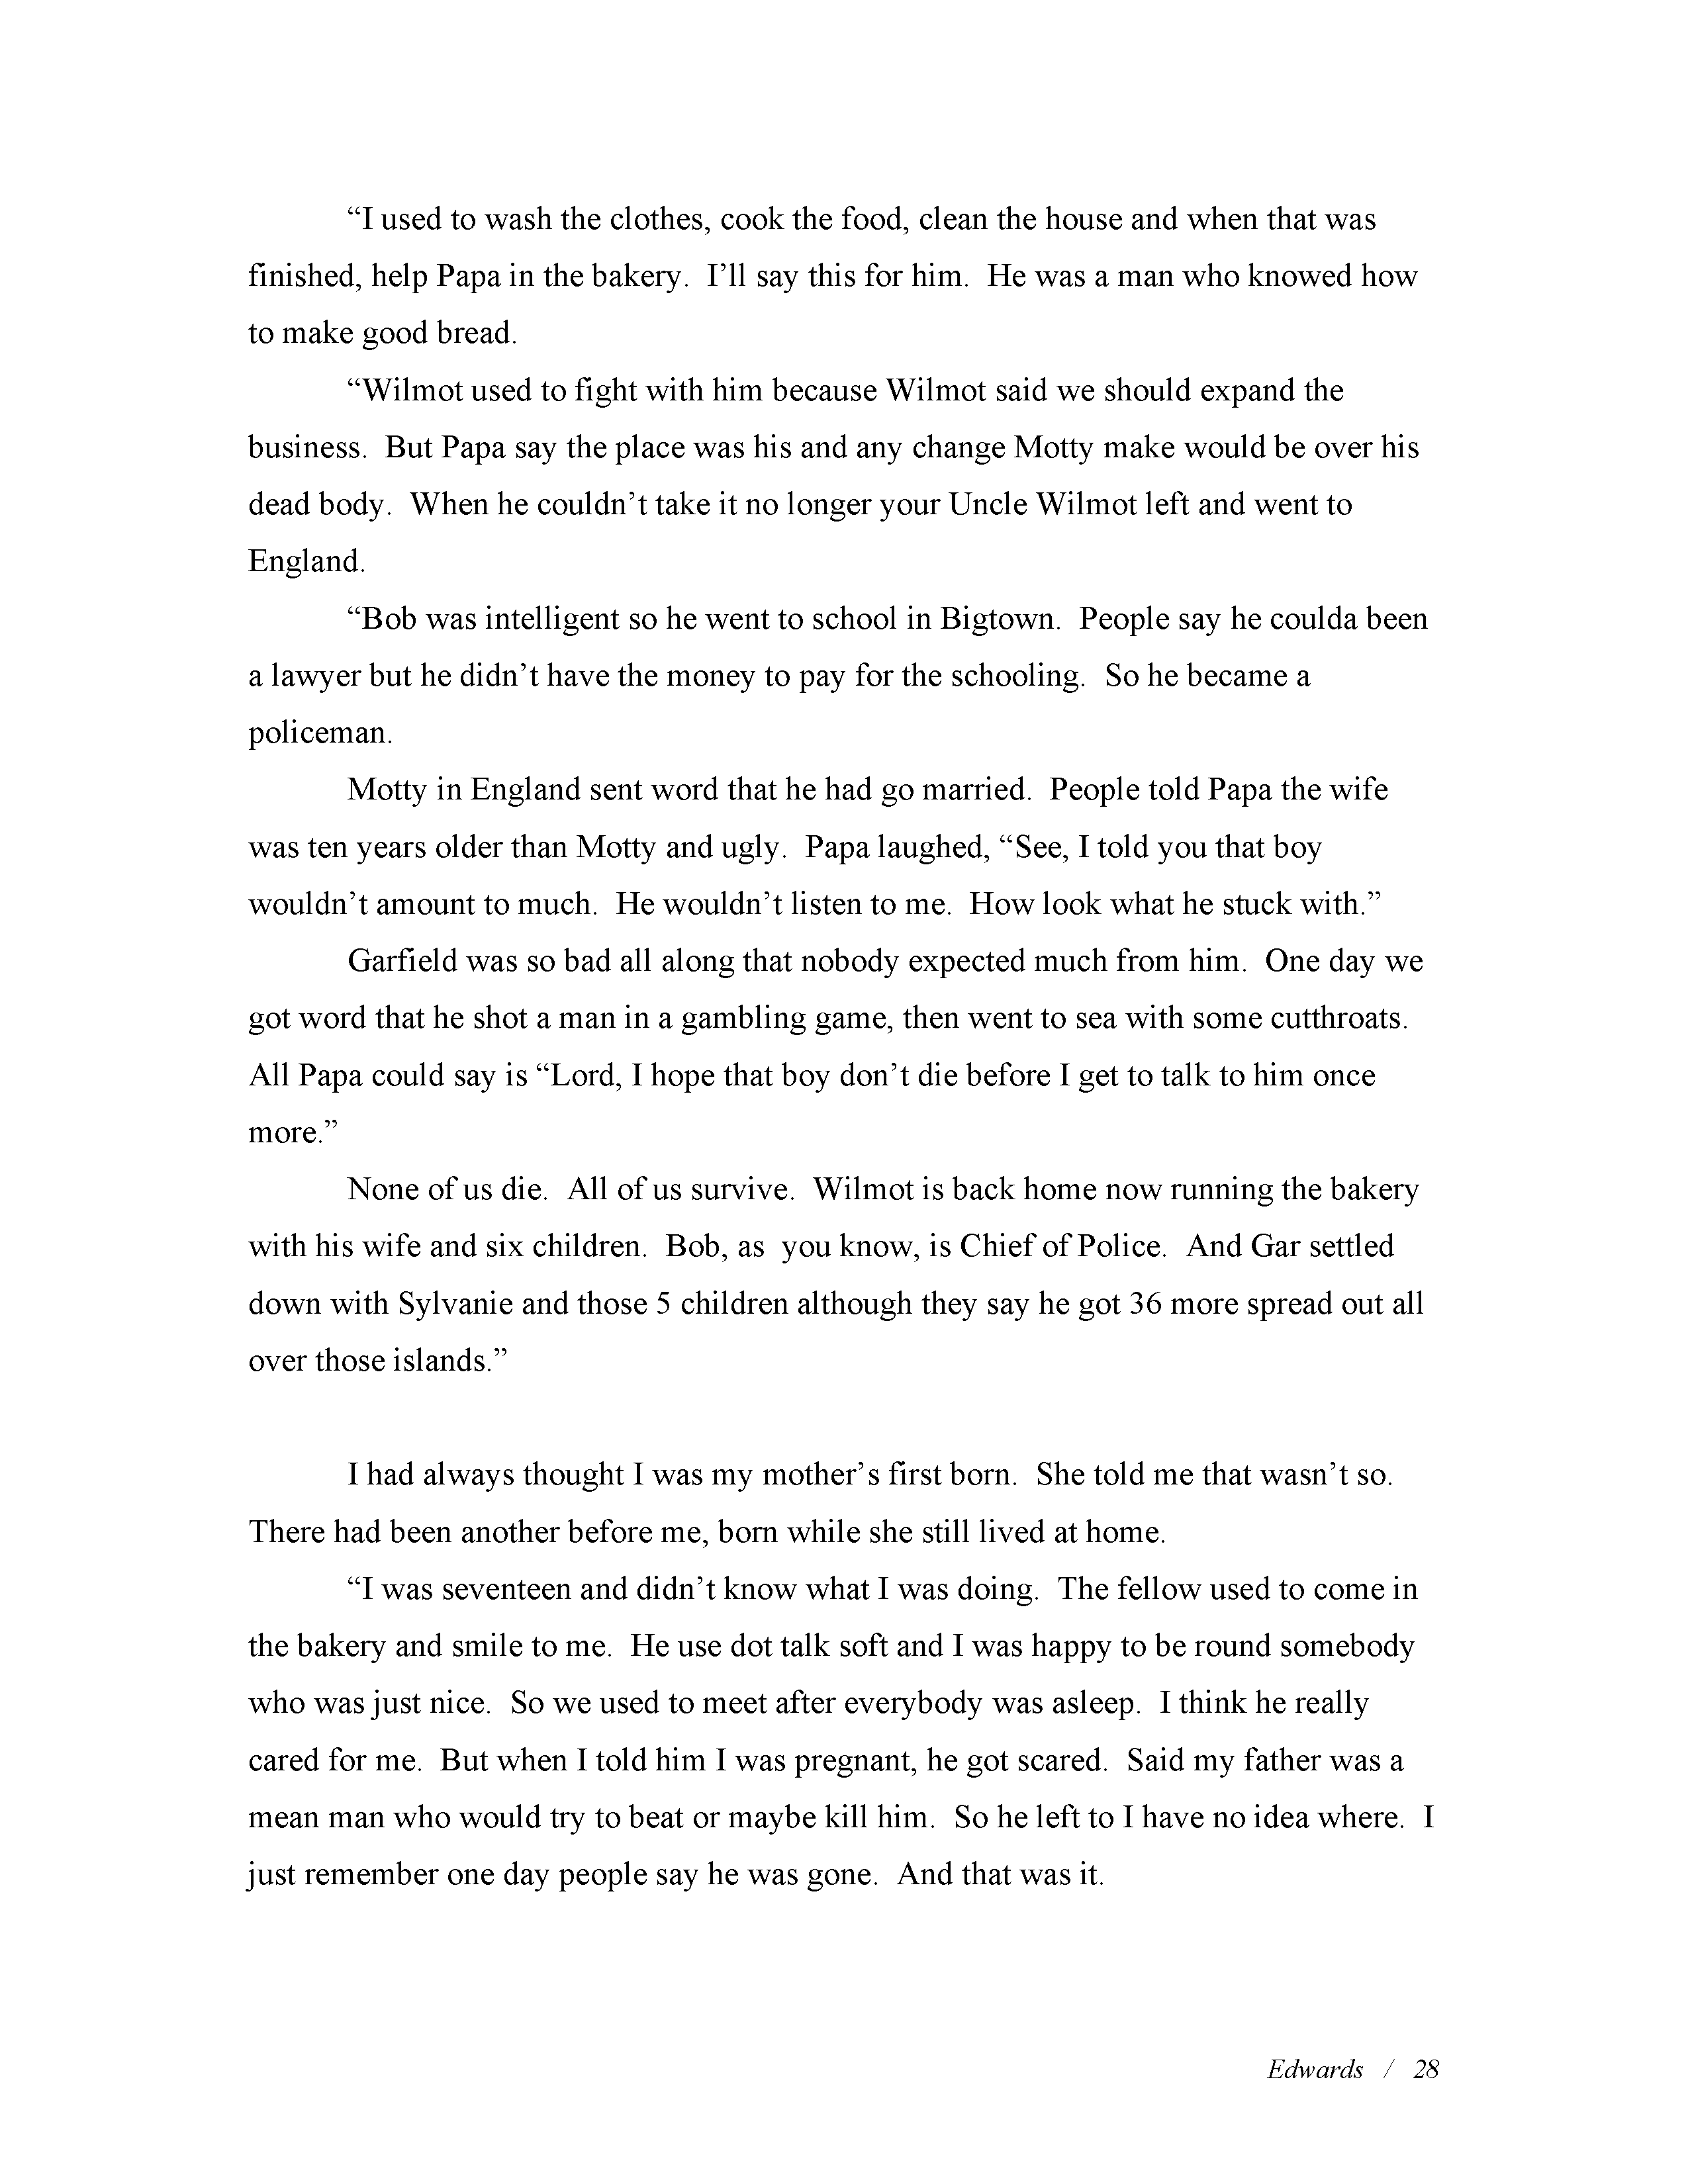 “I used to wash the clothes, cook the food, clean the house and when that was
finished, help Papa in the bakery.  I’ll say this for him.  He was a man who knowed how
to make good bread.
“Wilmot used to fight with him because Wilmot said we should expand the
business.  But Papa say the place was his and any change Motty make would be over his
dead body.  When he couldn’t take it no longer your Uncle Wilmot left and went to
England.
“Bob was intelligent so he went to school in Bigtown.  People say he coulda been
a lawyer but he didn’t have the money to pay for the schooling.  So he became a
policeman.
Motty in England sent word that he had go married.  People told Papa the wife
was ten years older than Motty and ugly.  Papa laughed, “See, I told you that boy
wouldn’t amount to much.  He wouldn’t listen to me.  How look what he stuck with.”
Garfield was so bad all along that nobody expected much from him.  One day we
got word that he shot a man in a gambling game, then went to sea with some cutthroats.
All Papa could say is “Lord, I hope that boy don’t die before I get to talk to him once
more.”
None of us die.  All of us survive.  Wilmot is back home now running the bakery
with his wife and six children.  Bob, as  you know, is Chief of Police.  And Gar settled
down with Sylvanie and those 5 children although they say he got 36 more spread out all
over those islands.”
I had always thought I was my mother’s first born.  She told me that wasn’t so.
There had been another before me, born while she still lived at home.
“I was seventeen and didn’t know what I was doing.  The fellow used to come in
the bakery and smile to me.  He use dot talk soft and I was happy to be round somebody
who was just nice.  So we used to meet after everybody was asleep.  I think he really
cared for me.  But when I told him I was pregnant, he got scared.  Said my father was a
mean man who would try to beat or maybe kill him.  So he left to I have no idea where.  I
just remember one day people say he was gone.  And that was it.
Edwards  /  28